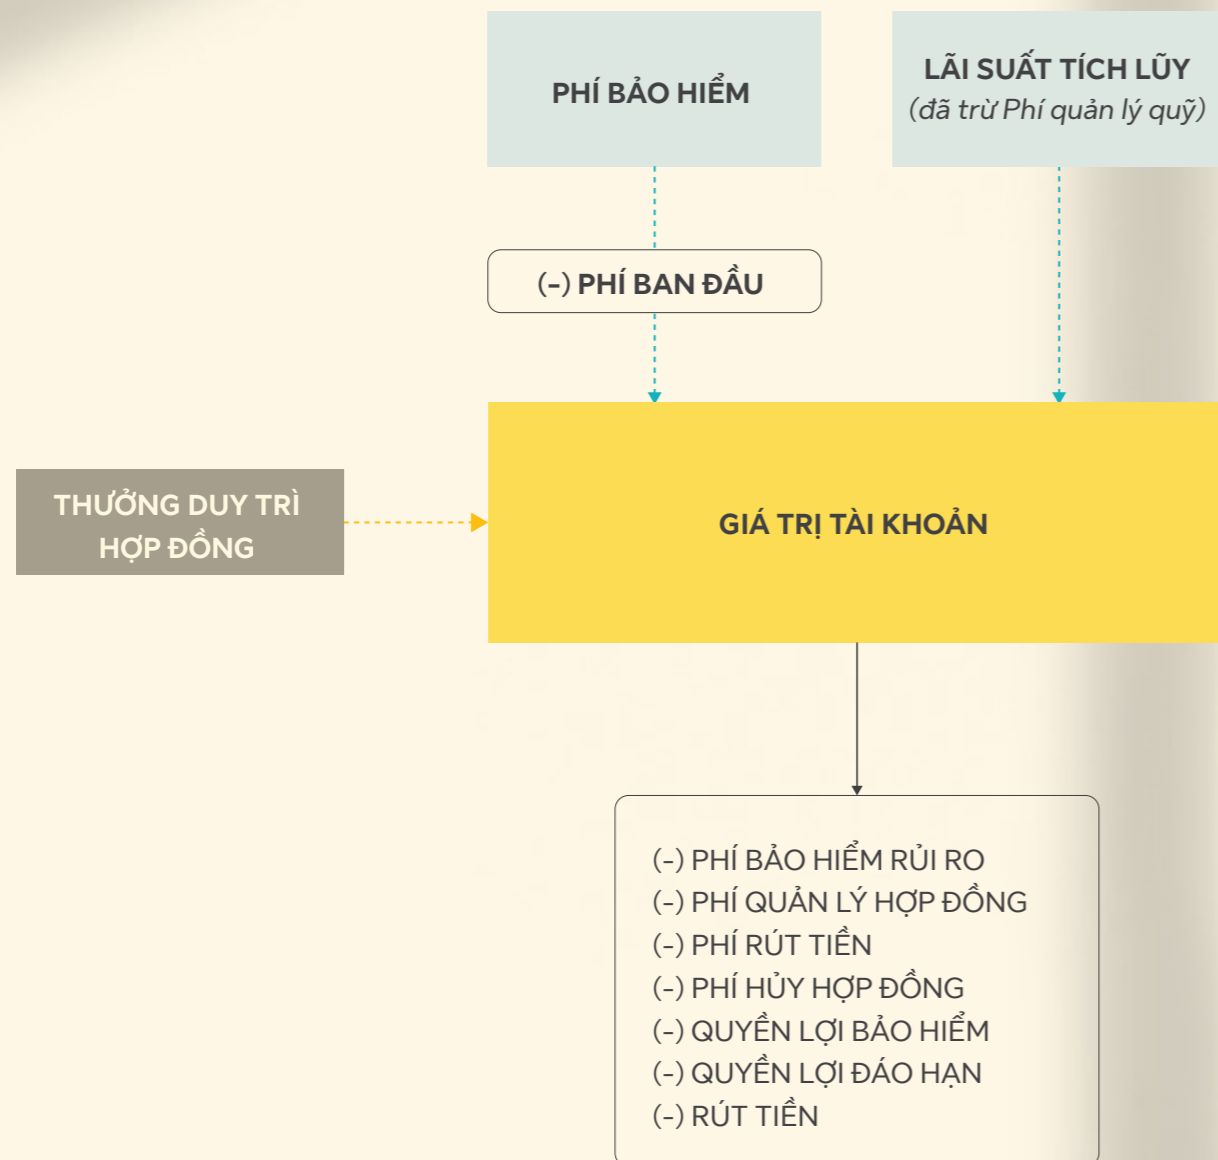 PHÍ BẢO HIỂM
LÃI SUẤT TÍCH LŨY
(đã trừ Phí quản lý quỹ)
(-) PHÍ BAN ĐẦU
THƯỞNG DUY TRÌ
HỢP ĐỒNG
GIÁ TRỊ TÀI KHOẢN
(-) PHÍ BẢO HIỂM RỦI RO
(-) PHÍ QUẢN LÝ HỢP ĐỒNG
(-) PHÍ RÚT TIỀN
(-) PHÍ HỦY HỢP ĐỒNG
(-) QUYỀN LỢI BẢO HIỂM
(-) QUYỀN LỢI ĐÁO HẠN
(-) RÚT TIỀN